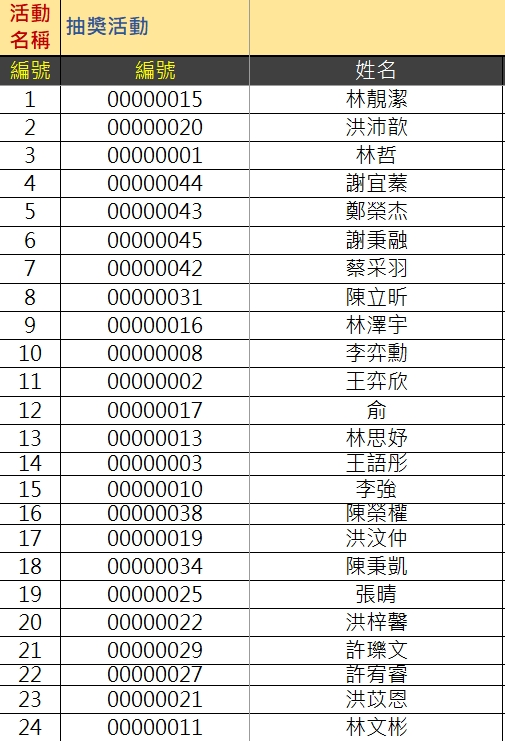 活動名稱 抽獎活動
編號 編號 姓名
1 00000015 林靚潔
2 00000020 洪沛歆
3 00000001 林哲
4 00000044 謝宜蓁
5 00000043 鄭榮杰
6 00000045 謝秉融
7 00000042 蔡采羽
8 00000031 陳立昕
9 00000016 林澤宇
10 00000008 李弈勳
11 00000002 王弈欣
12 00000017 俞
13 00000013 林思妤
14 00000003 王語彤
15 00000010 李強
16 00000038 陳榮權
17 00000019 洪汶仲
18 00000034 陳秉凱
19 00000025 張晴
20 00000022 洪梓馨
21 00000029 許瓅文
22 00000027 許宥睿
23 00000021 洪苡恩
24 00000011 林文彬